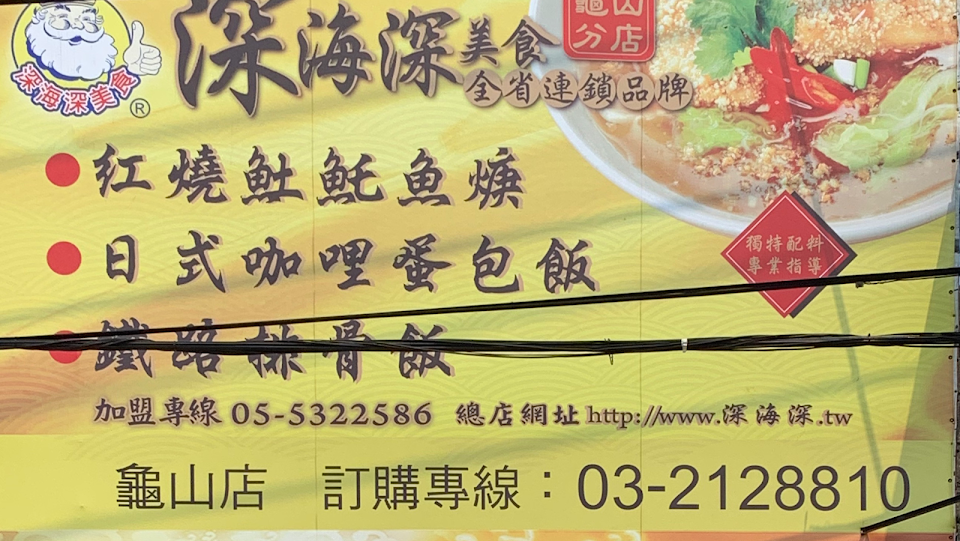 深海深美食
®
深海深美食
龜山
分店
全省連鎖品牌
紅燒魠魠魚焿
獨特配料
專業指導
日式咖哩蛋包飯
鐵路排骨飯
加盟專線 05-5322586 總店網址 http://www.深海深.tw
龜山店 訂購專線：03-2128810